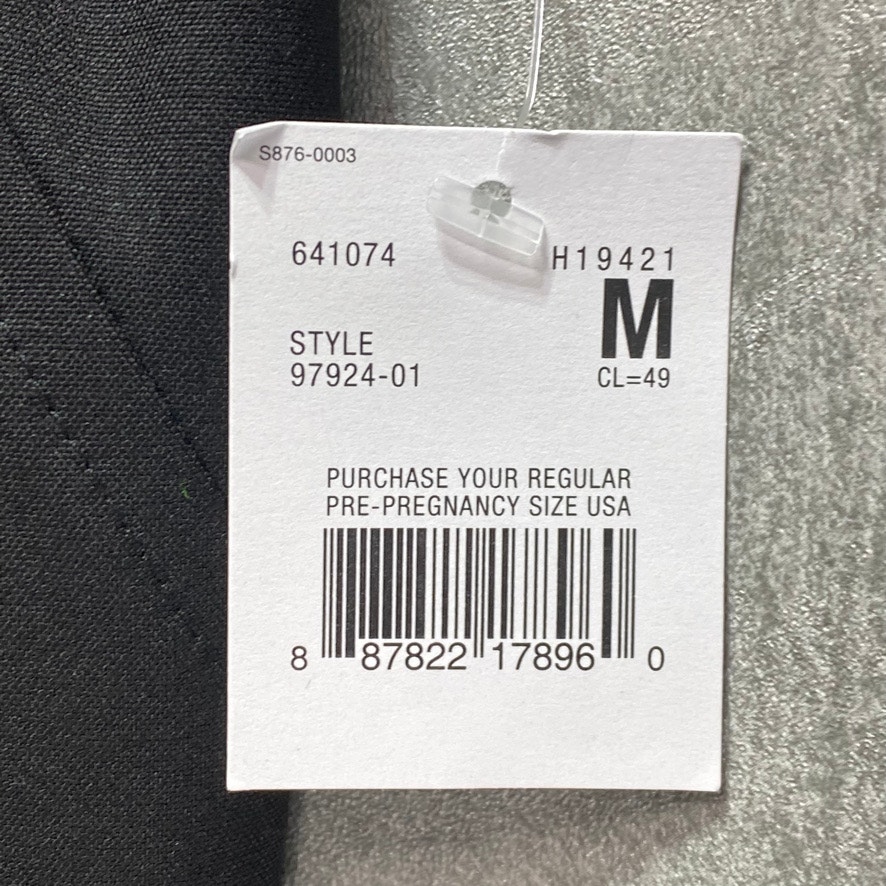 S876-0003
641074 H19421
M
STYLE
97924-01 CL=49
PURCHASE YOUR REGULAR
PRE-PREGNANCY SIZE USA
8 87822 17896 0